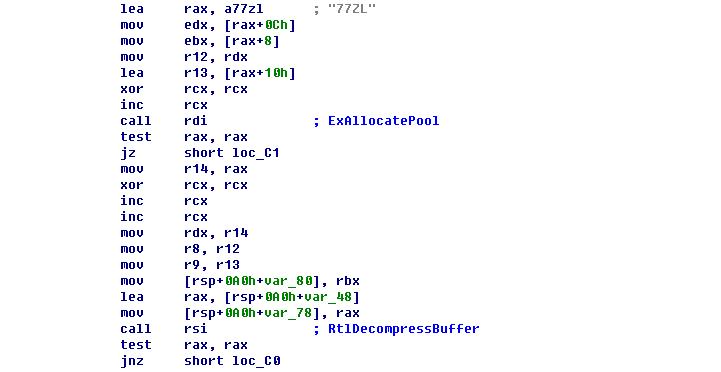 lea rax, a77zl ; "77ZL"
mov edx, [rax+0Ch]
mov ebx, [rax+8]
mov r12, rdx
lea r13, [rax+10h]
xor rcx, rcx
inc rcx
call rdi ; ExAllocatePool
test rax, rax
jz short loc_C1
mov r14, rax
xor rcx, rcx
inc rcx
inc rcx
mov rdx, r14
mov r8, r12
mov r9, r13
mov [rsp+0A0h+var_80], rbx
lea rax, [rsp+0A0h+var_48]
mov [rsp+0A0h+var_78], rax
call rsi ; RtlDecompressBuffer
test rax, rax
jnz short loc_C0